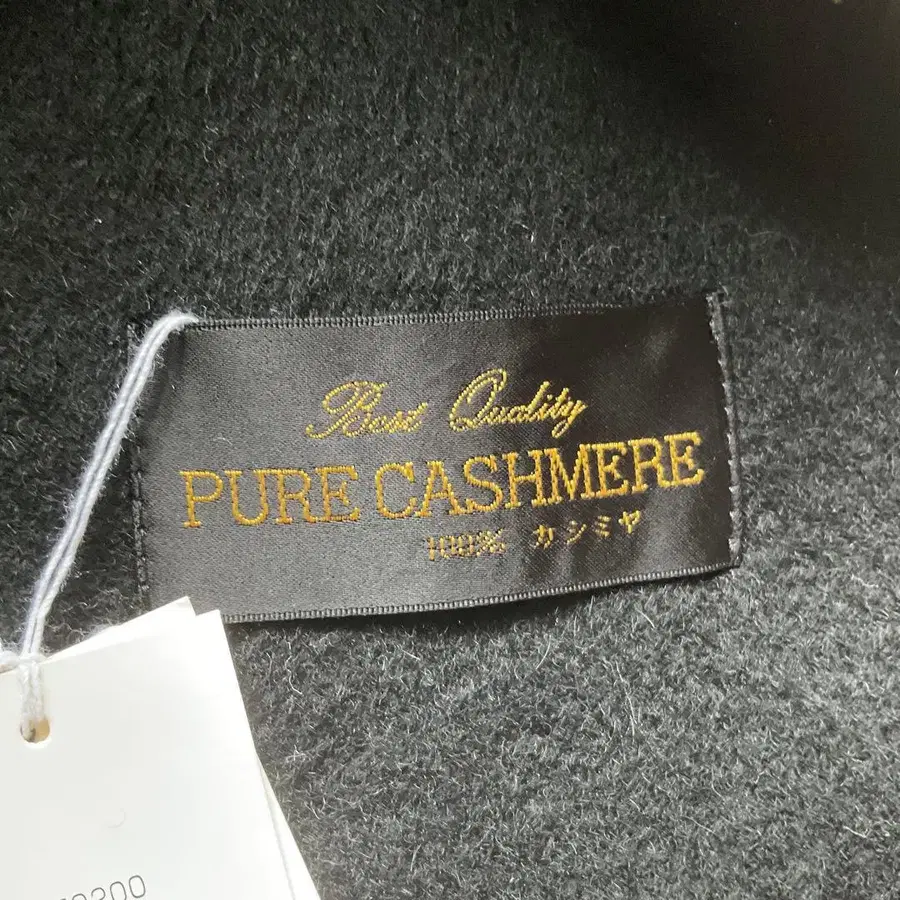 Best Quality
PURE CASHMERE
100% カシミヤ